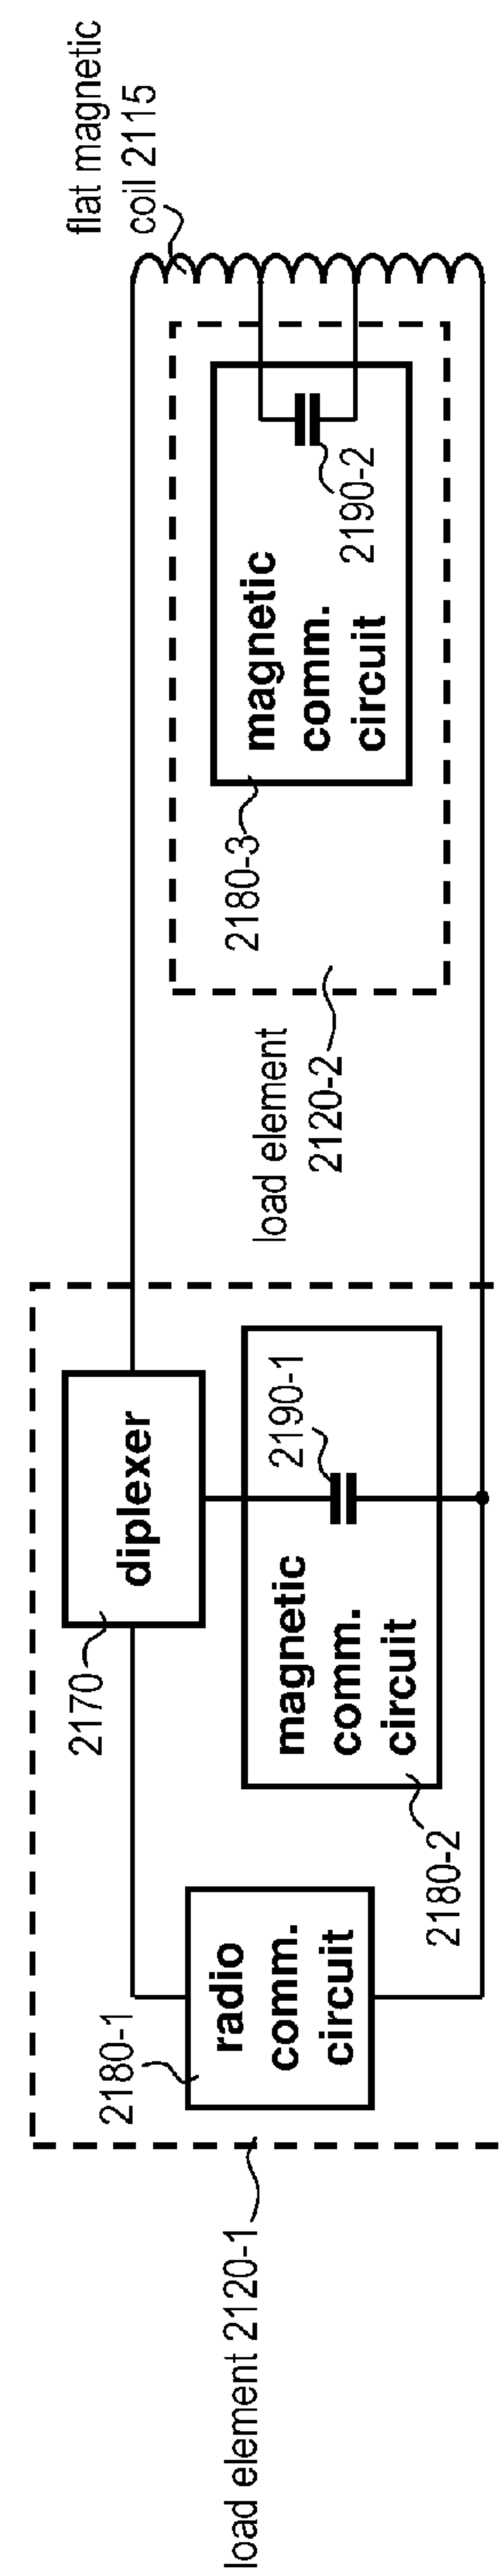 load element 2120-1
2180-1
radio
comm.
circuit
2170
diplexer
magnetic
comm.
circuit
2190-1
2180-2
load element
2120-2
2180-3
magnetic
comm.
circuit
2190-2
flat magnetic
coil 2115